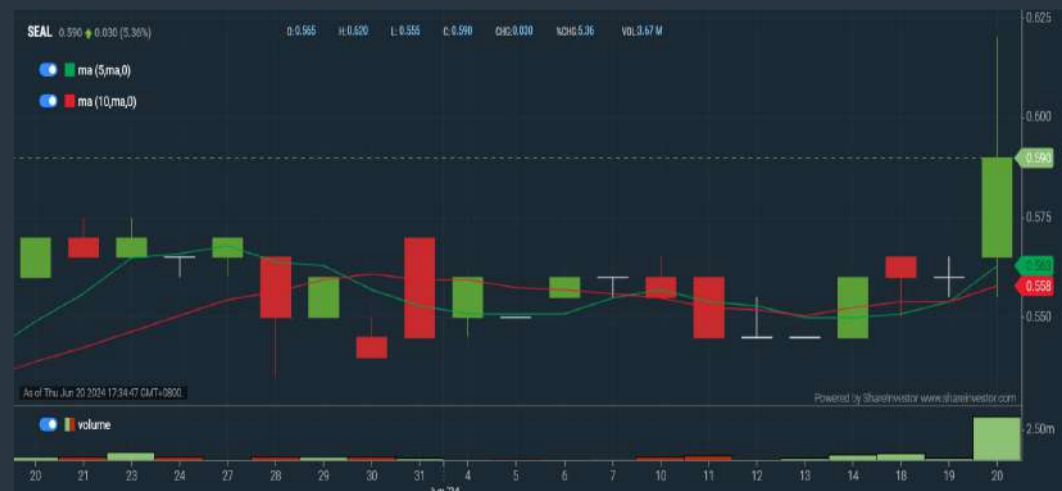 SEAL 0.590 0.030 (5.36%) O:0.565 H:0.620 L:0.555 C:0.590 CHG:0.030 %CHG:5.36 VOL:3.67 M
ma (5,ma,0)
ma (10,ma,0)
0.625
0.600
0.590
0.575
0.563
0.558
0.550
As of Thu Jun 20 2024 17:34:47 GMT+0800.
Powered by ShareInvestor www.shareinvestor.com
volume
2.50m
20 21 23 24 27 28 29 30 31 4 5 6 7 10 11 12 13 14 18 19 20